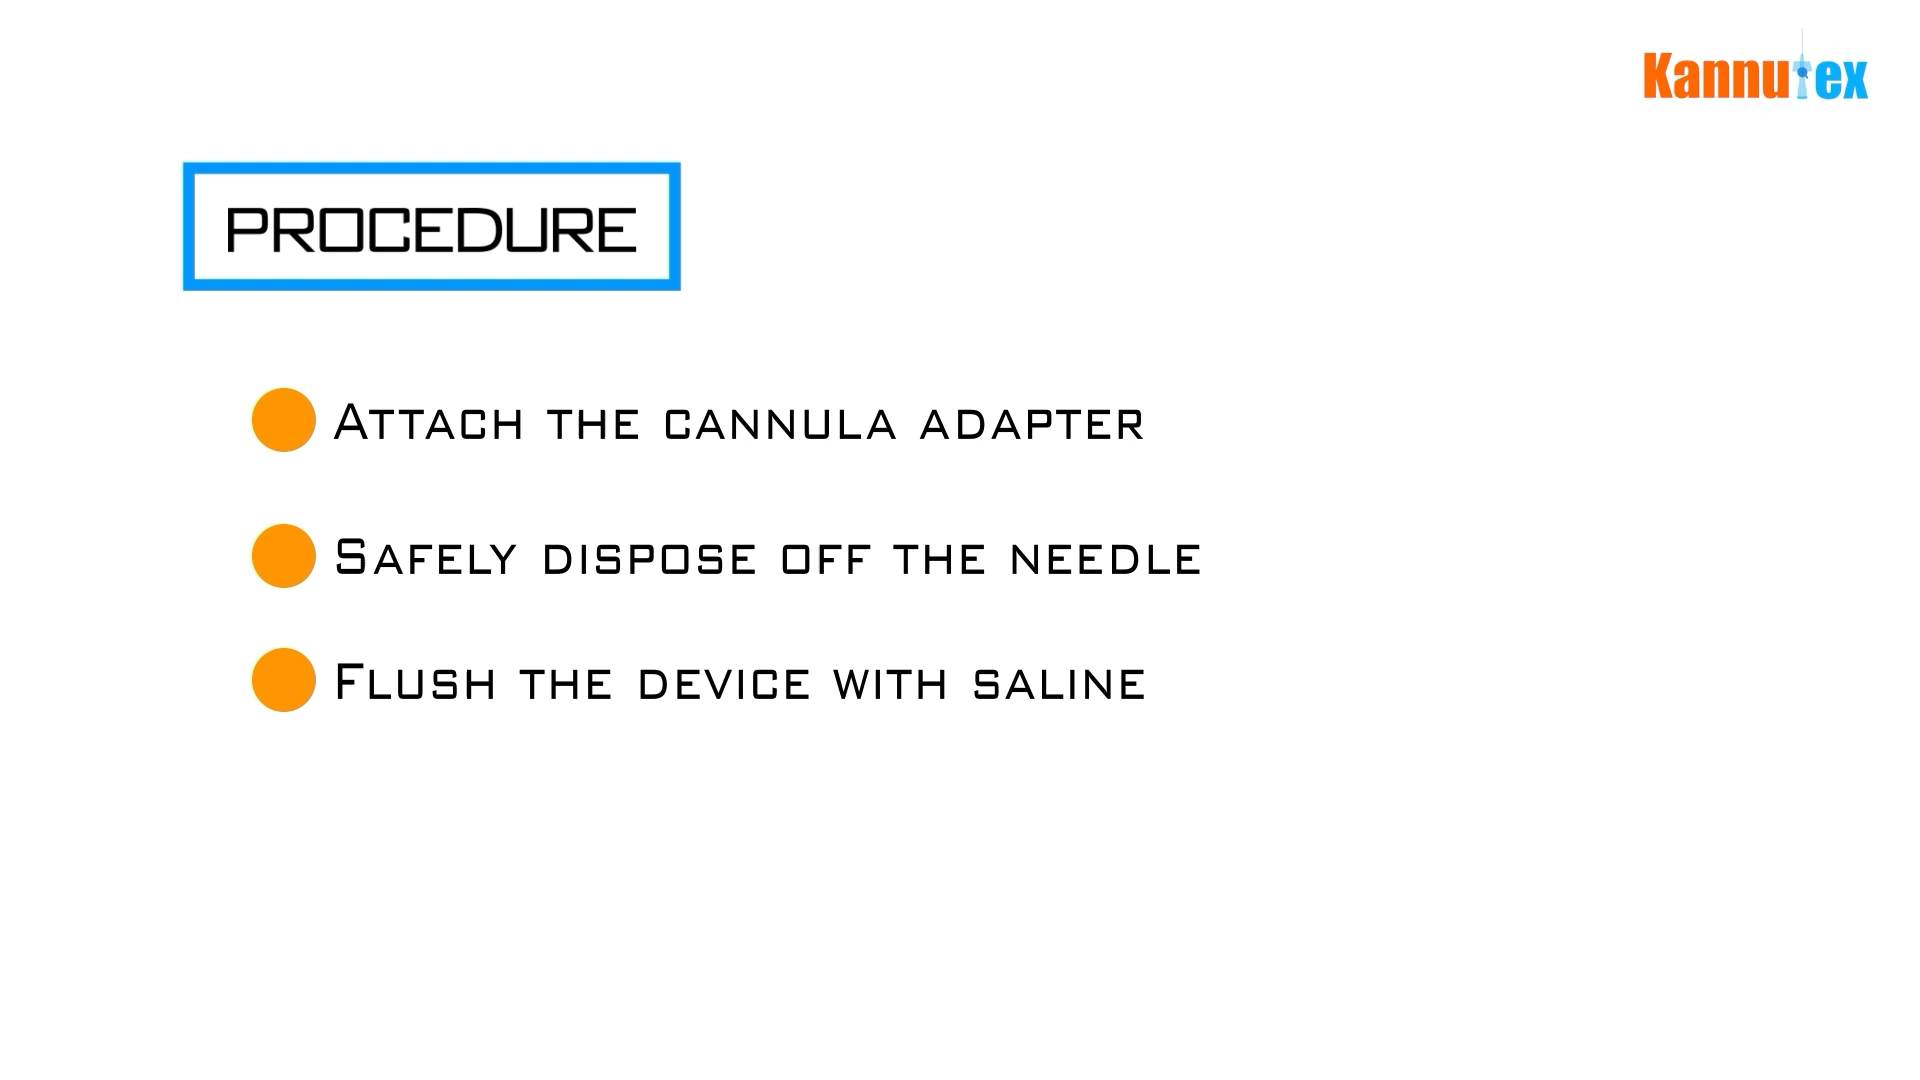 Kannutex
PROCEDURE
Attach the cannula adapter
Safely dispose off the needle
Flush the device with saline